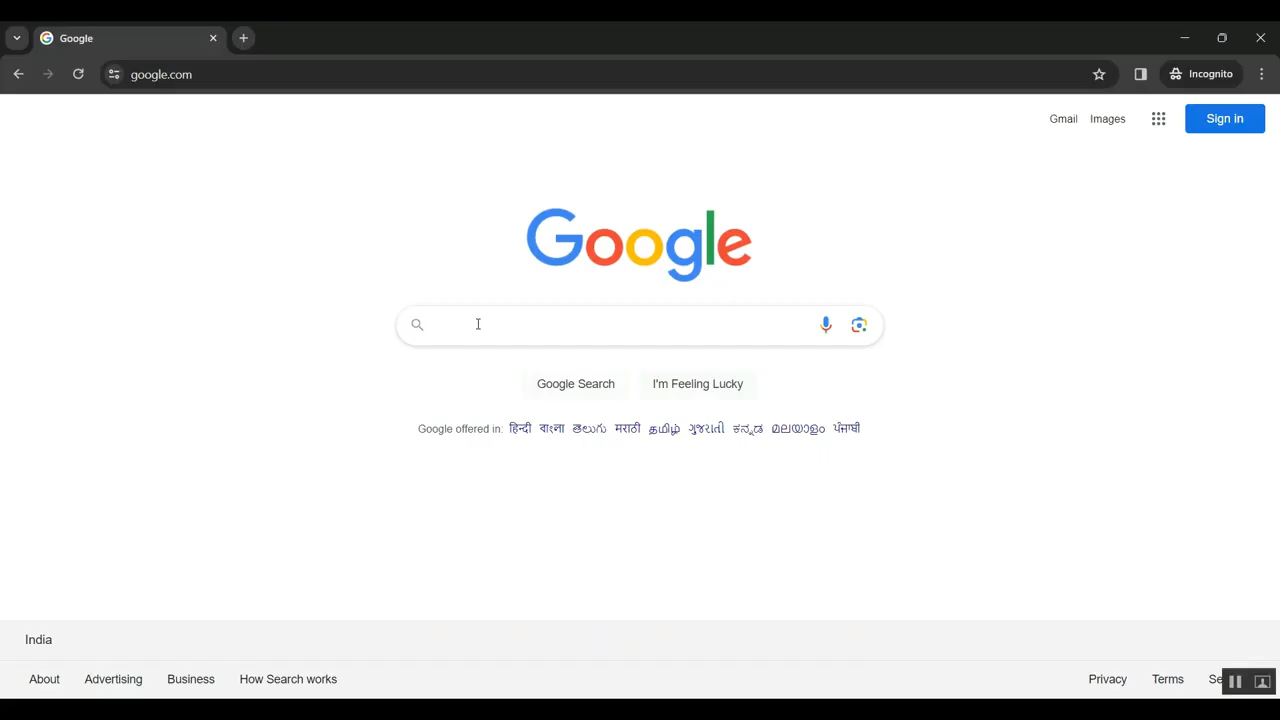 Google
google.com
Incognito
Gmail Images Sign in
Google
Google Search I'm Feeling Lucky
Google offered in: हिन्दी বাংলা తెలుగు मराठी தமிழ் ગુજરાતી ಕನ್ನಡ മലയാളം ਪੰਜਾਬੀ
India
About Advertising Business How Search works Privacy Terms Se